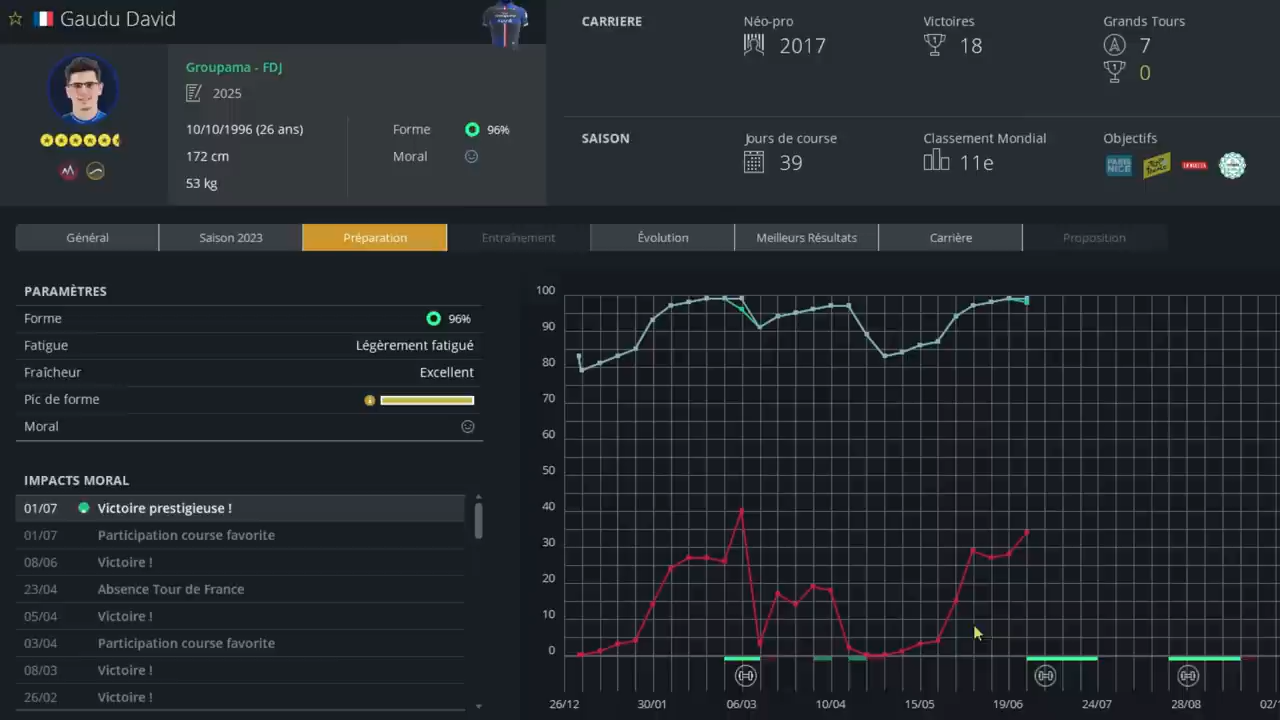 Gaudu David
Groupama - FDJ
2025
10/10/1996 (26 ans)
172 cm
53 kg
Forme 96%
Moral
CARRIERE
Néo-pro
2017
Victoires
18
Grands Tours
7
0
SAISON
Jours de course
39
Classement Mondial
11e
Objectifs
PARIS NICE
Général Saison 2023 Préparation Entraînement Évolution Meilleurs Résultats Carrière Proposition
PARAMÈTRES
Forme 96%
Fatigue Légèrement fatigué
Fraîcheur Excellent
Pic de forme
Moral
IMPACTS MORAL
01/07 Victoire prestigieuse !
01/07 Participation course favorite
08/06 Victoire !
23/04 Absence Tour de France
05/04 Victoire !
03/04 Participation course favorite
08/03 Victoire !
26/02 Victoire !
100
90
80
70
60
50
40
30
20
10
0
26/12 30/01 06/03 10/04 15/05 19/06 24/07 28/08 02/